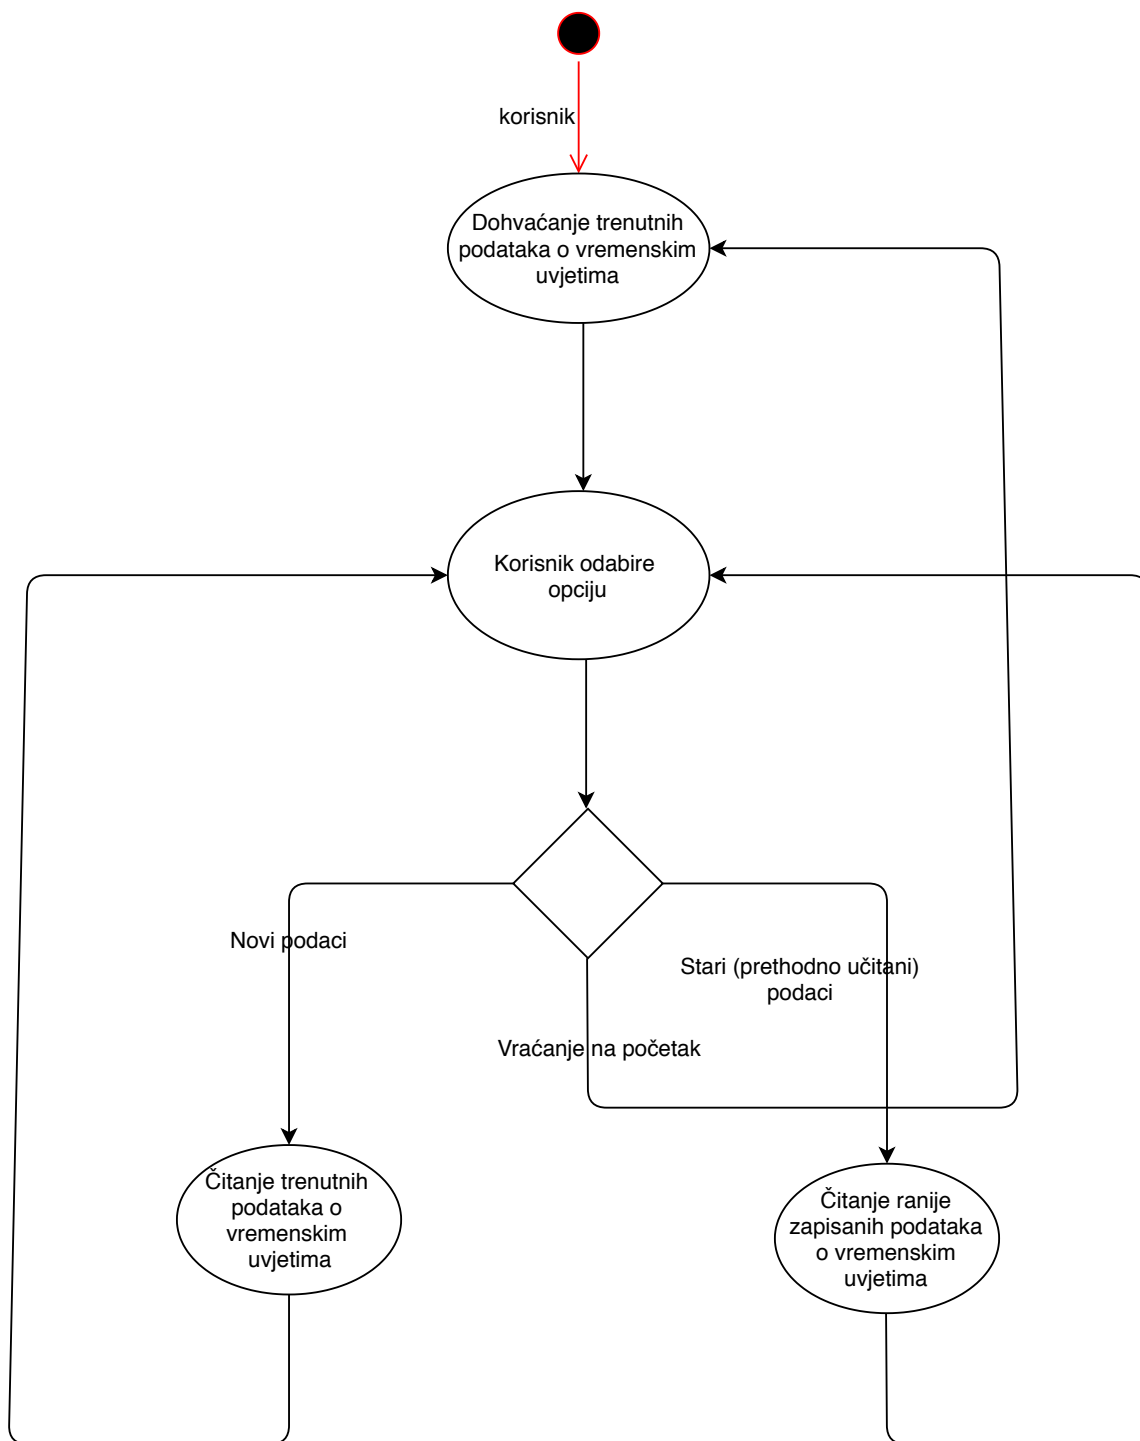 korisnik
Dohvaćanje trenutnih
podataka o vremenskim
uvjetima
Korisnik odabire
opciju
Novi podaci
Stari (prethodno učitani)
podaci
Vraćanje na početak
Čitanje trenutnih
podataka o
vremenskim
uvjetima
Čitanje ranije
zapisanih podataka
o vremenskim
uvjetima